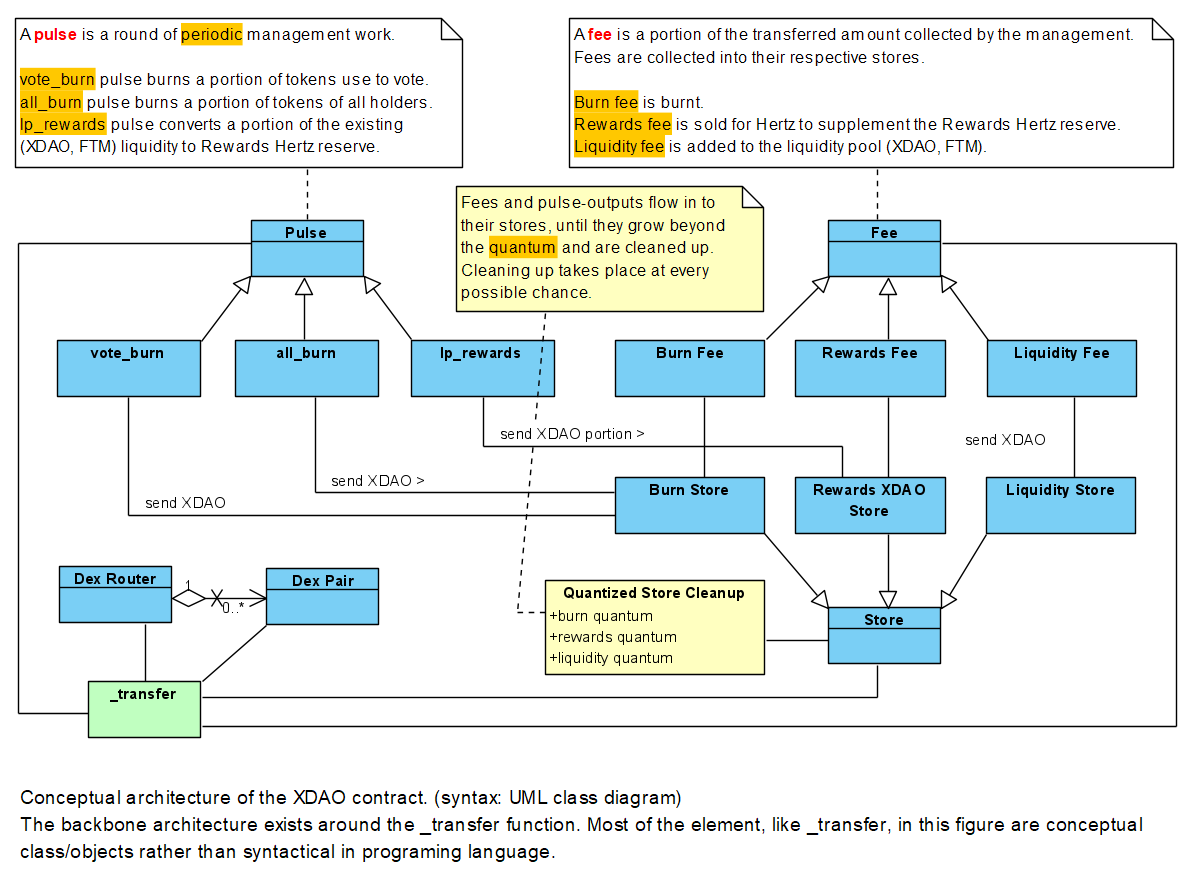 A pulse is a round of periodic management work.
vote_burn pulse burns a portion of tokens use to vote.
all_burn pulse burns a portion of tokens of all holders.
lp_rewards pulse converts a portion of the existing
(XDAO, FTM) liquidity to Rewards Hertz reserve.
A fee is a portion of the transferred amount collected by the management.
Fees are collected into their respective stores.
Burn fee is burnt.
Rewards fee is sold for Hertz to supplement the Rewards Hertz reserve.
Liquidity fee is added to the liquidity pool (XDAO, FTM).
Fees and pulse-outputs flow in to
their stores, until they grow beyond
the quantum and are cleaned up.
Cleaning up takes place at every
possible chance.
Pulse
Fee
vote_burn
all_burn
lp_rewards
Burn Fee
Rewards Fee
Liquidity Fee
send XDAO portion >
send XDAO
send XDAO >
send XDAO
Burn Store
Rewards XDAO
Store
Liquidity Store
Dex Router
1
0..*
Dex Pair
Quantized Store Cleanup
+burn quantum
+rewards quantum
+liquidity quantum
Store
_transfer
Conceptual architecture of the XDAO contract. (syntax: UML class diagram)
The backbone architecture exists around the _transfer function. Most of the element, like _transfer, in this figure are conceptual
class/objects rather than syntactical in programing language.